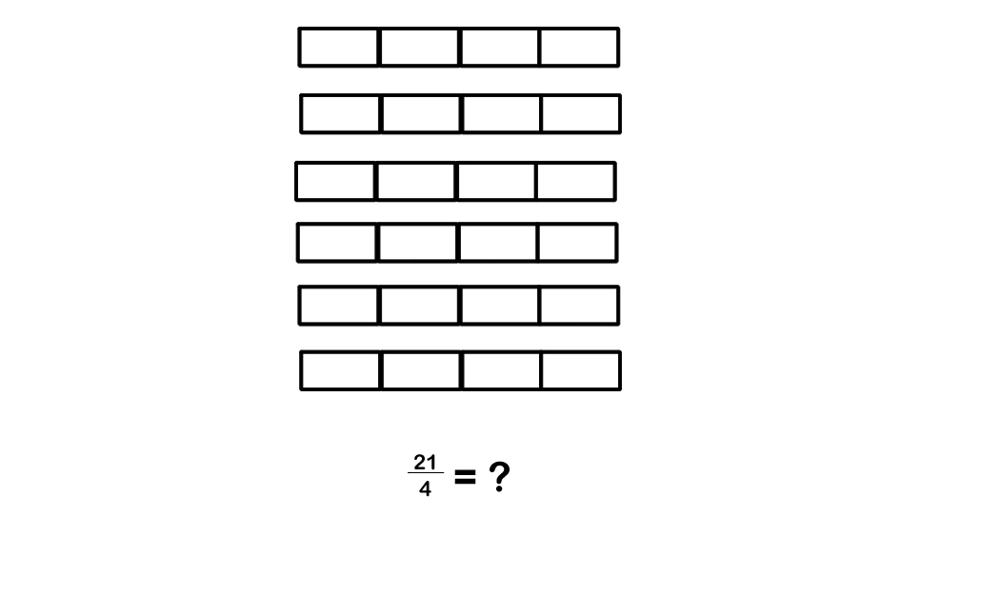 21/4 = ?